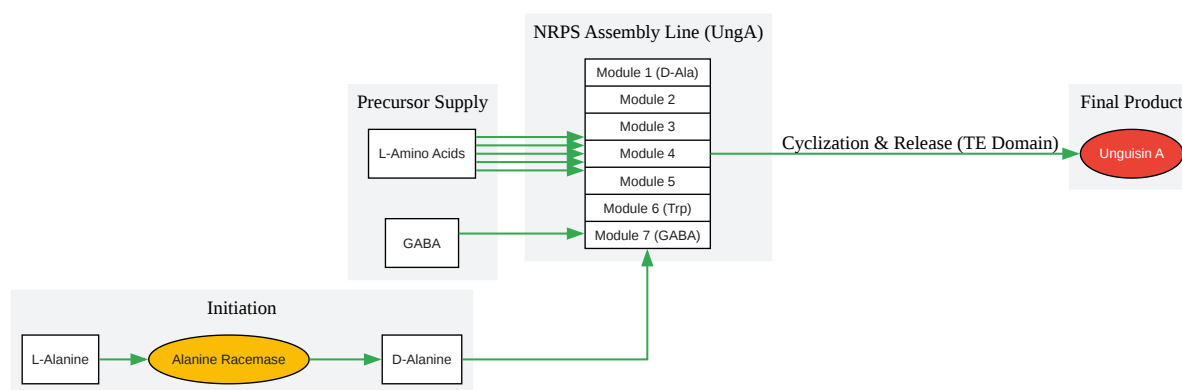 NRPS Assembly Line (UngA)
Module 1 (D-Ala)
Module 2
Module 3
Module 4
Module 5
Module 6 (Trp)
Module 7 (GABA)
Precursor Supply
L-Amino Acids
GABA
Cyclization & Release (TE Domain)
Final Product
Unguisin A
Initiation
L-Alanine
Alanine Racemase
D-Alanine